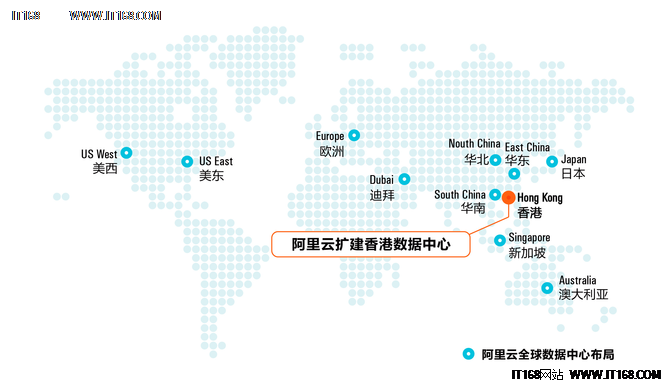 IT168 WWW.IT168.COM
US West
美西
US East
美东
Europe
欧洲
Dubai
迪拜
Nouth China
华北
East China
华东
Japan
日本
South China
华南
Hong Kong
香港
阿里云扩建香港数据中心
Singapore
新加坡
Australia
澳大利亚
阿里云全球数据中心布局
IT168网站 WWW.IT168.COM